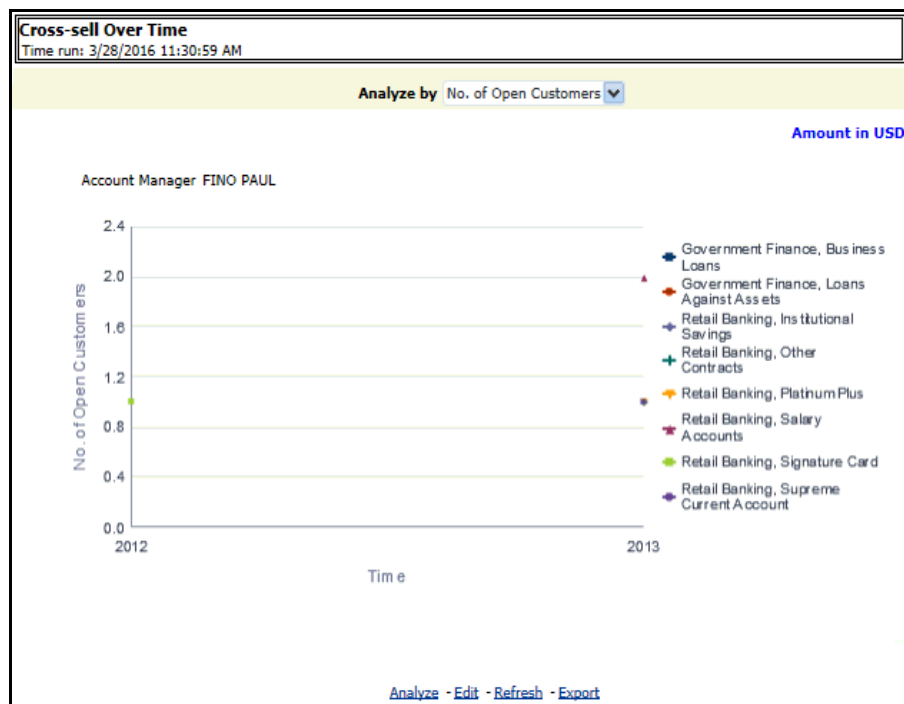 Cross-sell Over Time
Time run: 3/28/2016 11:30:59 AM
Analyze by No. of Open Customers
Amount in USD
Account Manager FINO PAUL
2.4
2.0
1.6
1.2
0.8
0.4
0.0
No. of Open Customers
2012
2013
Time
Government Finance, Business
Loans
Government Finance, Loans
Against Assets
Retail Banking, Institutional
Savings
Retail Banking, Other
Contracts
Retail Banking, Platinum Plus
Retail Banking, Salary
Accounts
Retail Banking, Signature Card
Retail Banking, Supreme
Current Account
Analyze - Edit - Refresh - Export